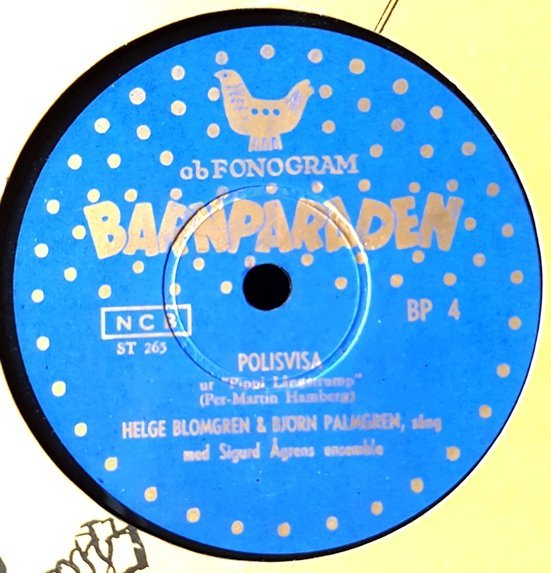 ab FONOGRAM
BARNPARADEN
NCB
BP 4
ST 265
POLISVISA
ur "Pippi Långstrump"
(Per-Martin Hamberg)
HELGE BLOMGREN & BJÖRN PALMGREN, sång
med Sigurd Ågrens ensemble